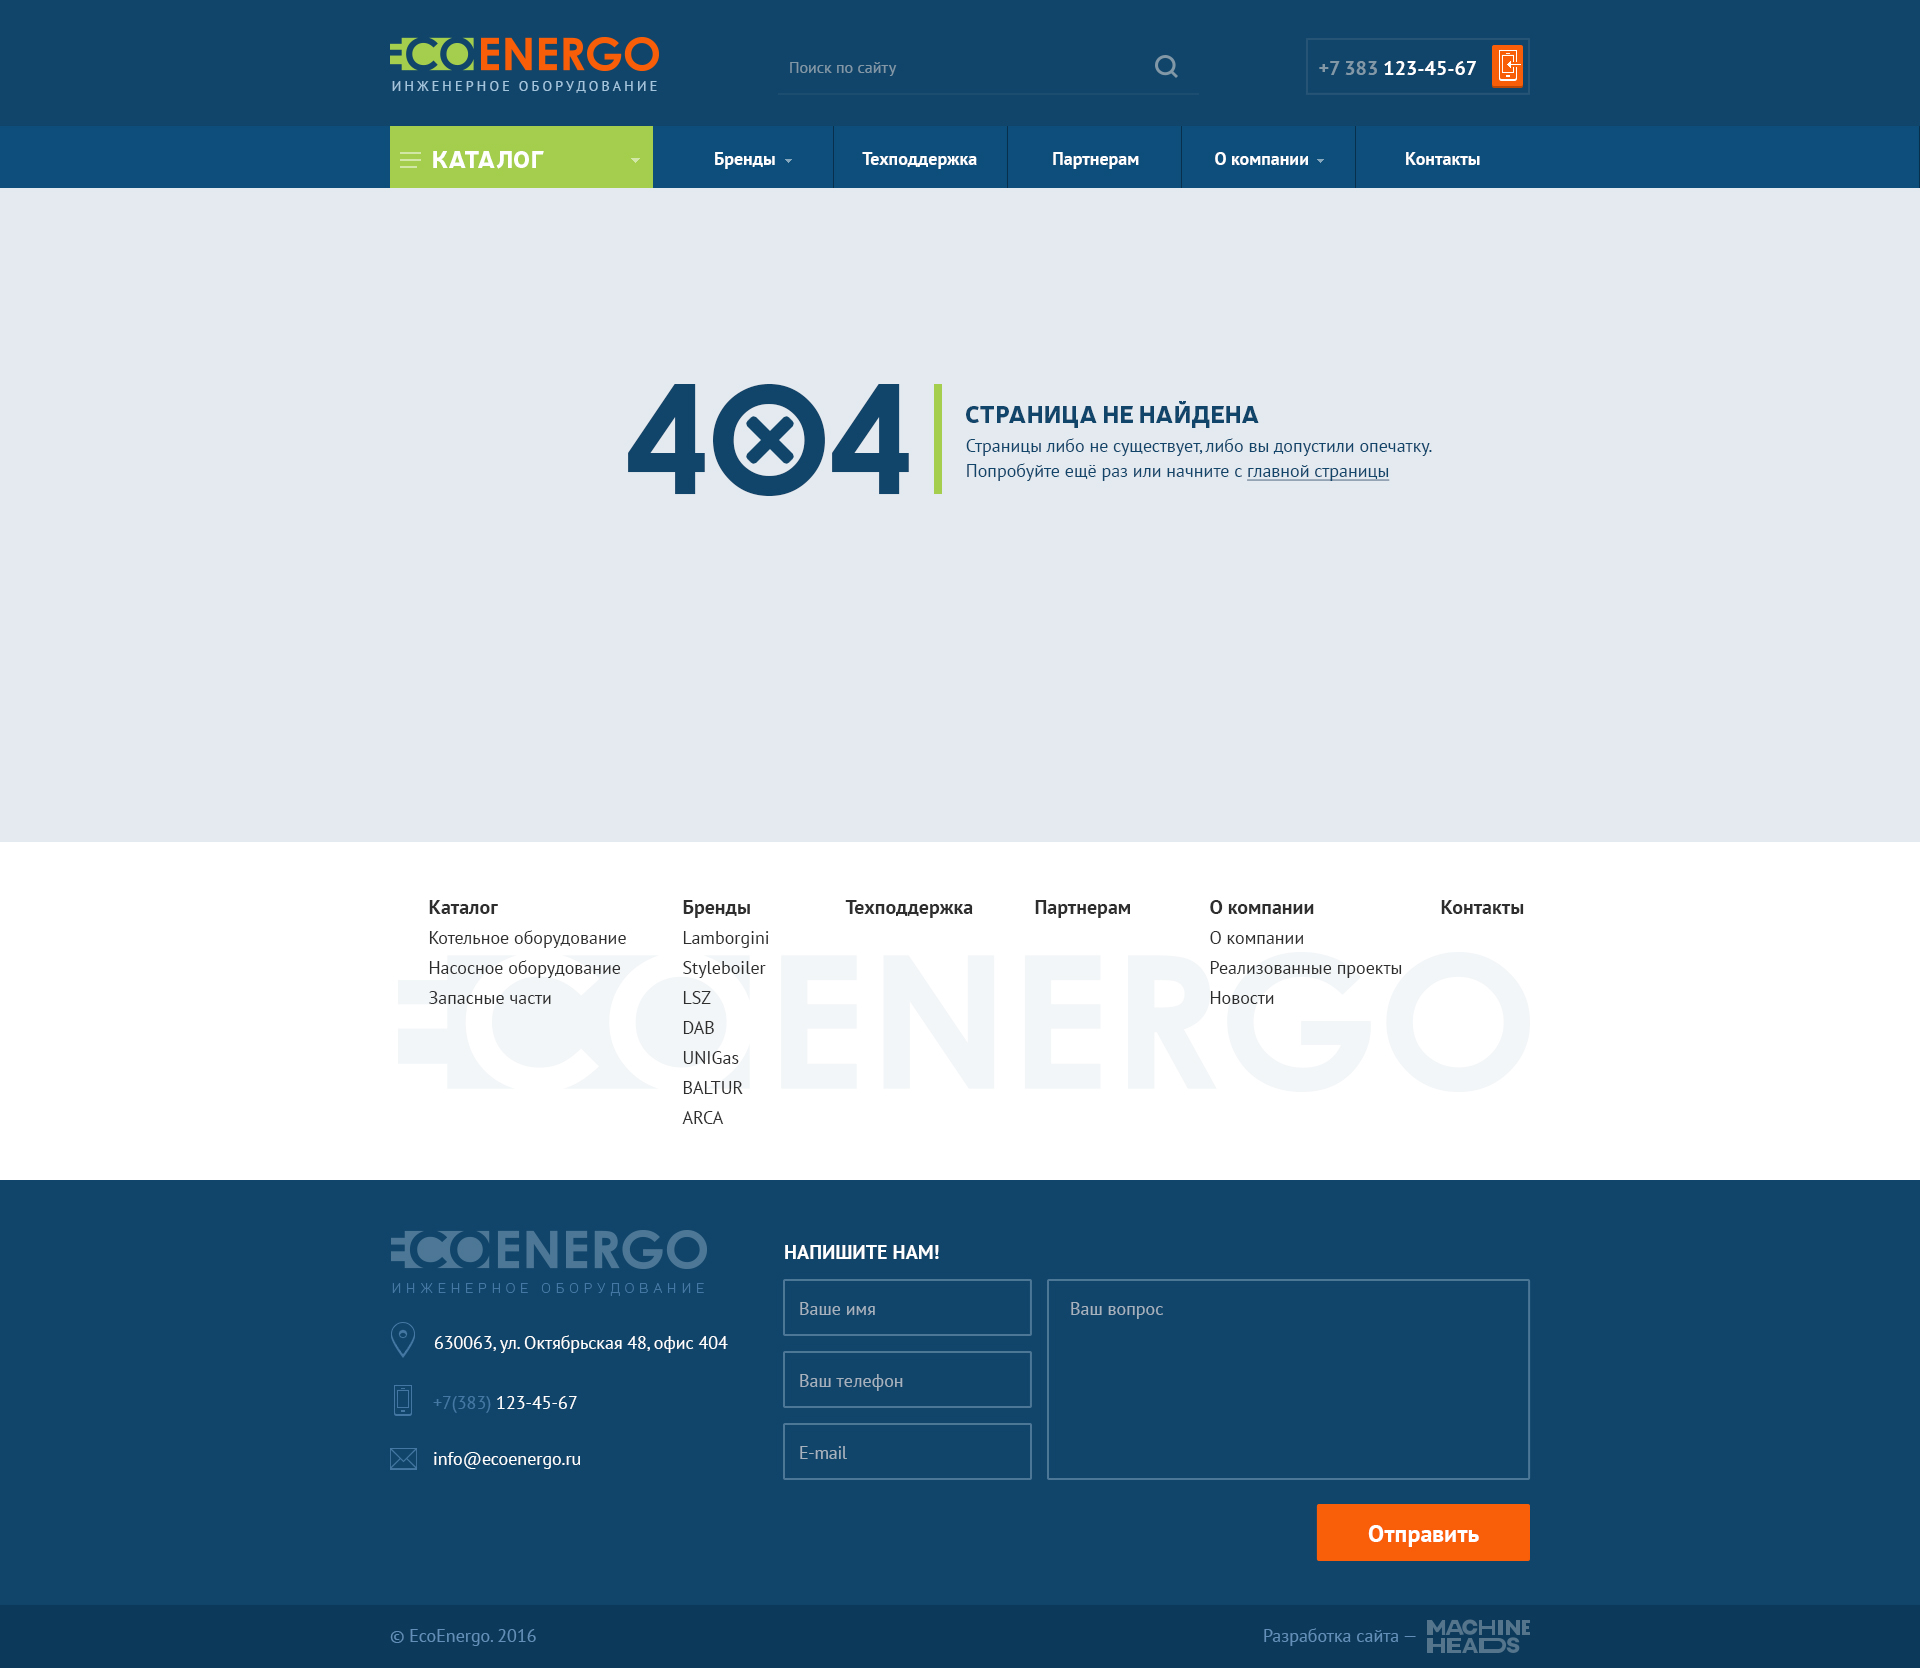 ECOENERGO
ИНЖЕНЕРНОЕ ОБОРУДОВАНИЕ
Поиск по сайту
+7 383 123-45-67
КАТАЛОГ
Бренды
Техподдержка
Партнерам
О компании
Контакты
404
СТРАНИЦА НЕ НАЙДЕНА
Страницы либо не существует, либо вы допустили опечатку.
Попробуйте ещё раз или начните с главной страницы
ECOENERGO
Каталог
Котельное оборудование
Насосное оборудование
Запасные части
Бренды
Lamborgini
Styleboiler
LSZ
DAB
UNIGas
BALTUR
ARCA
Техподдержка
Партнерам
О компании
О компании
Реализованные проекты
Новости
Контакты
ECOENERGO
ИНЖЕНЕРНОЕ ОБОРУДОВАНИЕ
630063, ул. Октябрьская 48, офис 404
+7(383) 123-45-67
info@ecoenergo.ru
НАПИШИТЕ НАМ!
Ваше имя
Ваш телефон
E-mail
Ваш вопрос
Отправить
© EcoEnergo. 2016
Разработка сайта —
MACHINE
HEADS